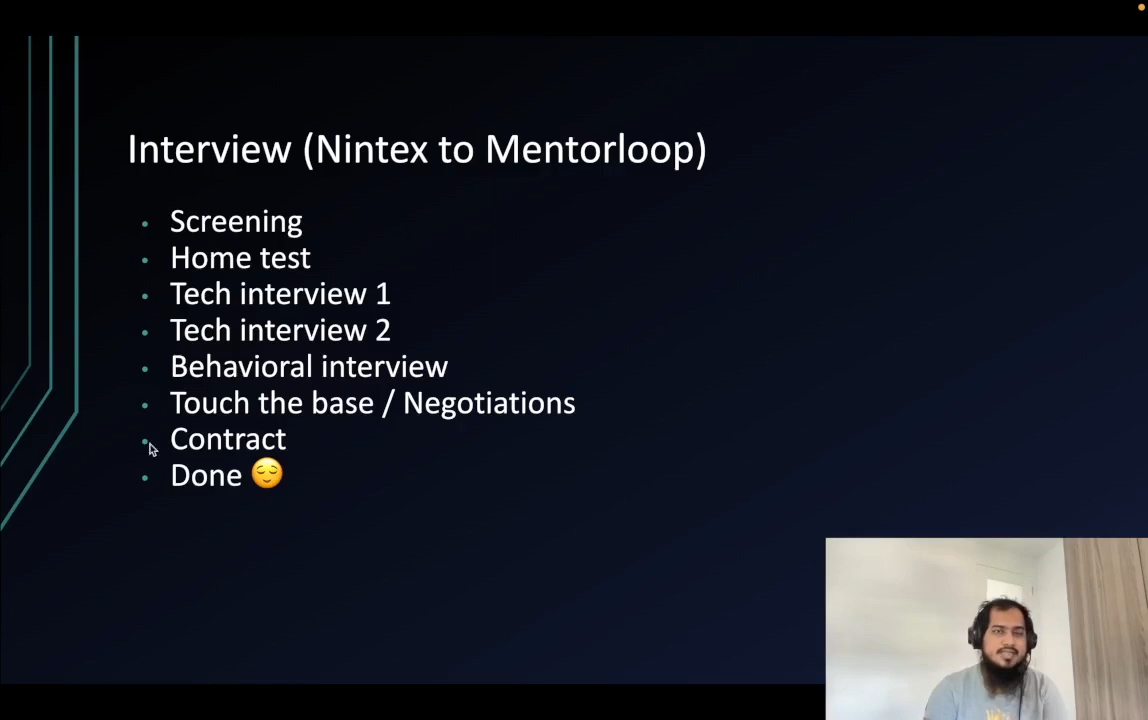 Interview (Nintex to Mentorloop)
Screening
Home test
Tech interview 1
Tech interview 2
Behavioral interview
Touch the base / Negotiations
Contract
Done 😌